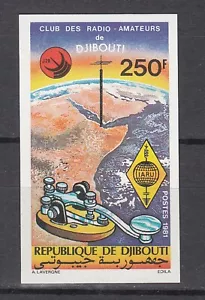 CLUB DES RADIO-AMATEURS
de
DJIBOUTI
250F
IARU
POSTES 1981
REPUBLIQUE DE DJIBOUTI
جمهورية جيبوتي
A. LAVERGNE
EDILA